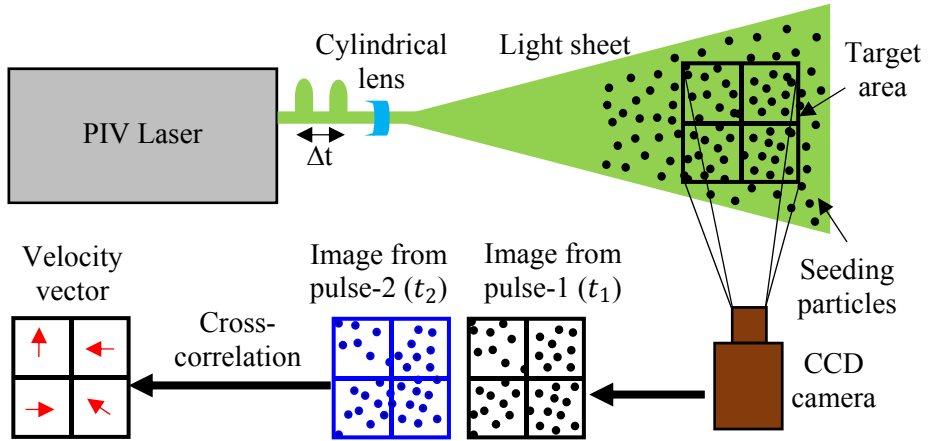 Cylindrical
lens
Light sheet
Target
area
PIV Laser
Δt
Velocity
vector
Image from
pulse-2 (𝑡₂)
Image from
pulse-1 (𝑡₁)
Seeding
particles
Cross-
correlation
CCD
camera